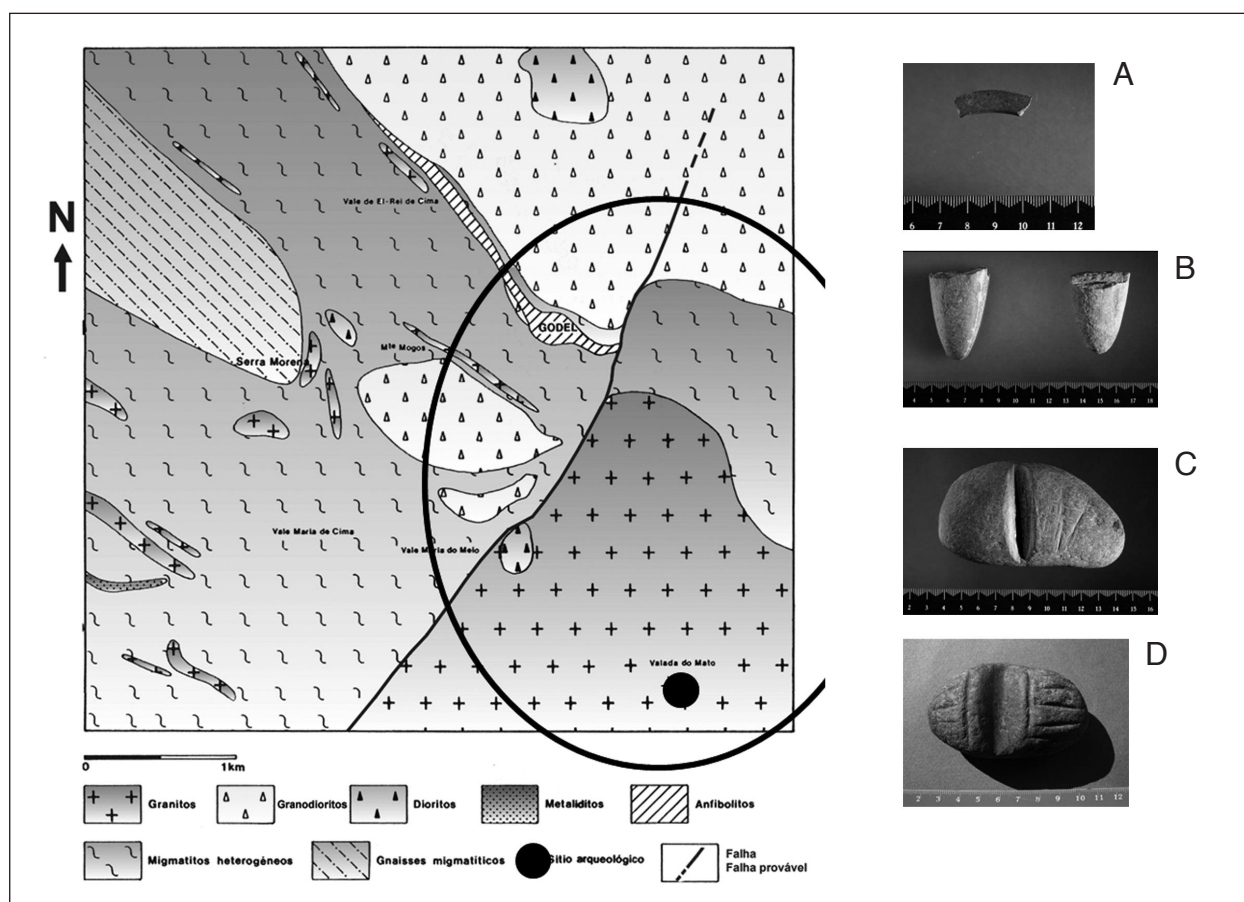 N
Vale de El-Rei de Cima
GODEL
Mte Mogos
Serra Morena
Vale Maria de Cima
Vale Maria do Melo
Valada do Mato
0 1km
Granitos
Granodioritos
Dioritos
Metaliditos
Anfibolitos
Migmatitos heterogéneos
Gnaisses migmatíticos
Sítio arqueológico
Falha
Falha provável
A
6 7 8 9 10 11 12
B
4 5 6 7 8 9 10 11 12 13 14 15 16 17 18
C
2 3 4 5 6 7 8 9 10 11 12 13 14 15 16
D
2 3 4 5 6 7 8 9 10 11 12